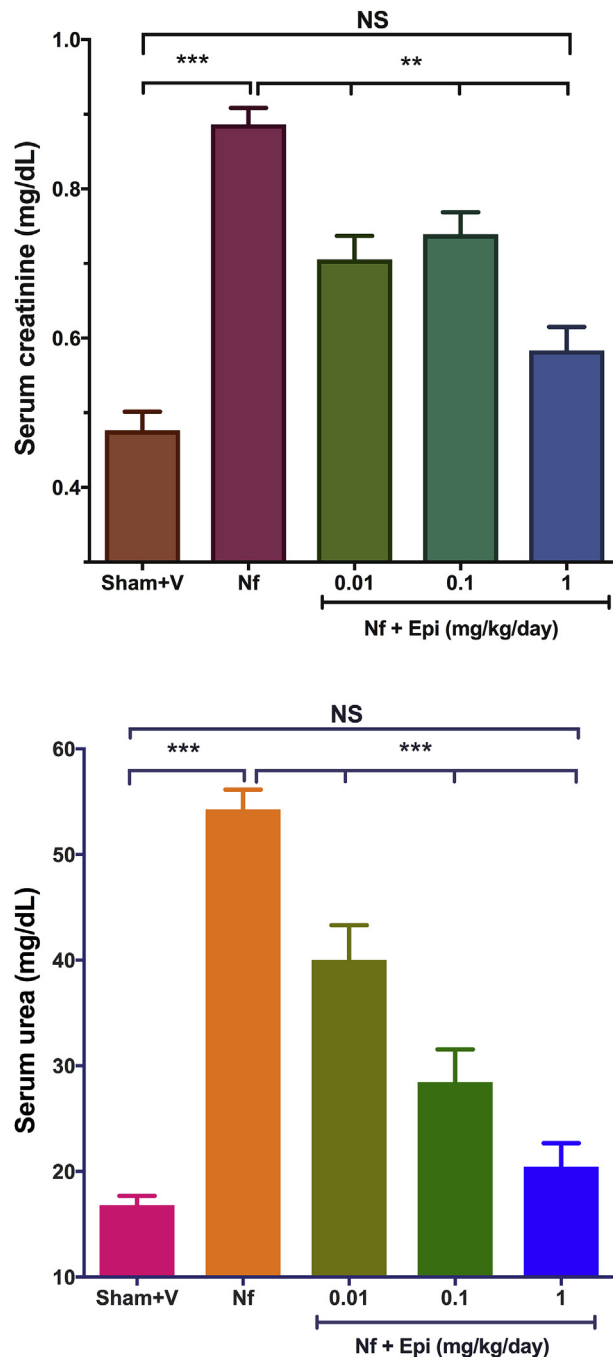 NS
*** **
1.0
0.8
0.6
0.4
Serum creatinine (mg/dL)
Sham+V Nf 0.01 0.1 1
Nf + Epi (mg/kg/day)
NS
*** ***
60
50
40
30
20
10
Serum urea (mg/dL)
Sham+V Nf 0.01 0.1 1
Nf + Epi (mg/kg/day)